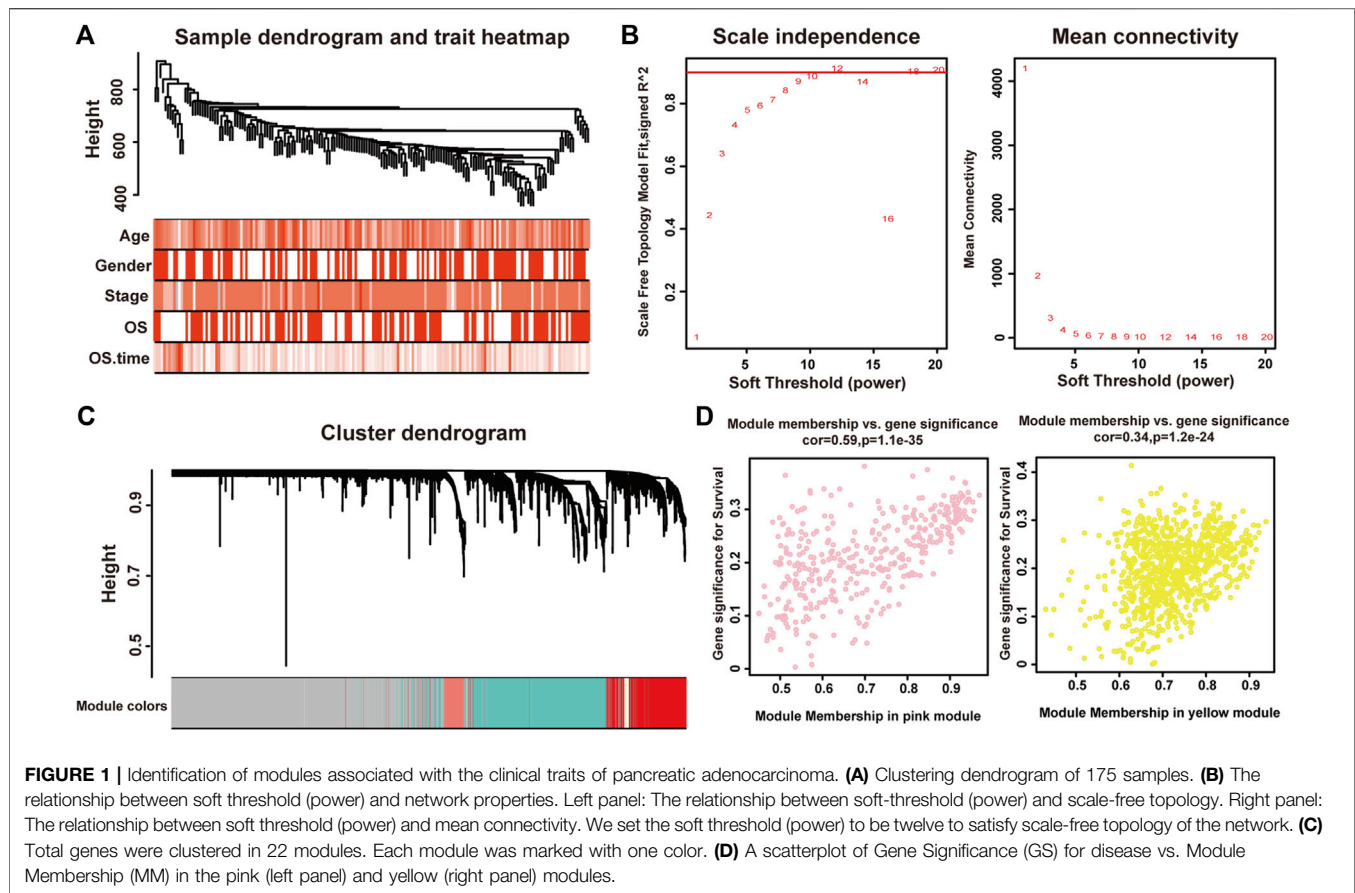 A
Sample dendrogram and trait heatmap
Height
800
600
400
Age
Gender
Stage
OS
OS.time
B
Scale independence
Scale Free Topology Model Fit,signed R^2
0.8
0.6
0.4
0.2
1
2
3
4
5
6
7
8
9
10
12
14
16
18
20
5
10
15
20
Soft Threshold (power)
Mean connectivity
Mean Connectivity
4000
3000
2000
1000
0
1
2
3
4
5
6
7
8
9
10
12
14
16
18
20
5
10
15
20
Soft Threshold (power)
C
Cluster dendrogram
Height
0.9
0.7
0.5
Module colors
D
Module membership vs. gene significance
cor=0.59,p=1.1e-35
Gene significance for Survival
0.3
0.2
0.1
0
0.5 0.6 0.7 0.8 0.9
Module Membership in pink module
Module membership vs. gene significance
cor=0.34,p=1.2e-24
Gene significance for Survival
0.4
0.3
0.2
0.1
0
0.5 0.6 0.7 0.8 0.9
Module Membership in yellow module
FIGURE 1 | Identification of modules associated with the clinical traits of pancreatic adenocarcinoma. (A) Clustering dendrogram of 175 samples. (B) The
relationship between soft threshold (power) and network properties. Left panel: The relationship between soft-threshold (power) and scale-free topology. Right panel:
The relationship between soft threshold (power) and mean connectivity. We set the soft threshold (power) to be twelve to satisfy scale-free topology of the network. (C)
Total genes were clustered in 22 modules. Each module was marked with one color. (D) A scatterplot of Gene Significance (GS) for disease vs. Module
Membership (MM) in the pink (left panel) and yellow (right panel) modules.